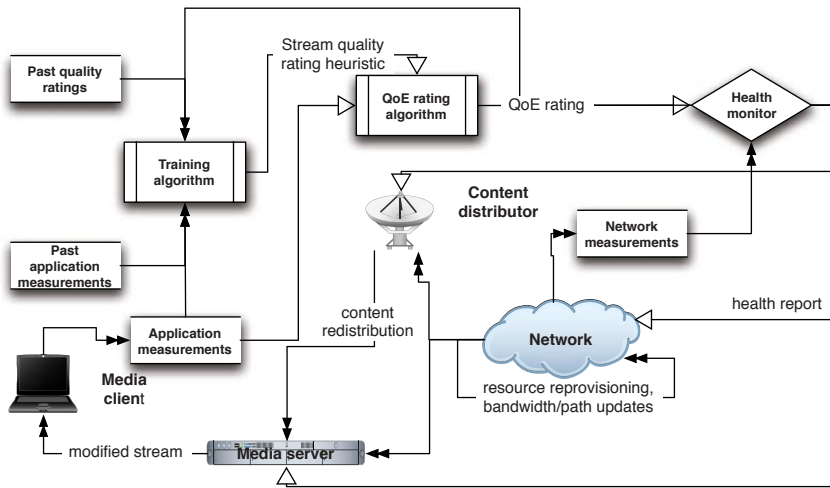 Past quality
ratings
Stream quality
rating heuristic
QoE rating
algorithm
QoE rating
Health
monitor
Training
algorithm
Content
distributor
Network
measurements
Past
application
measurements
content
redistribution
health report
Application
measurements
Network
Media
client
resource reprovisioning,
bandwidth/path updates
modified stream
Media server